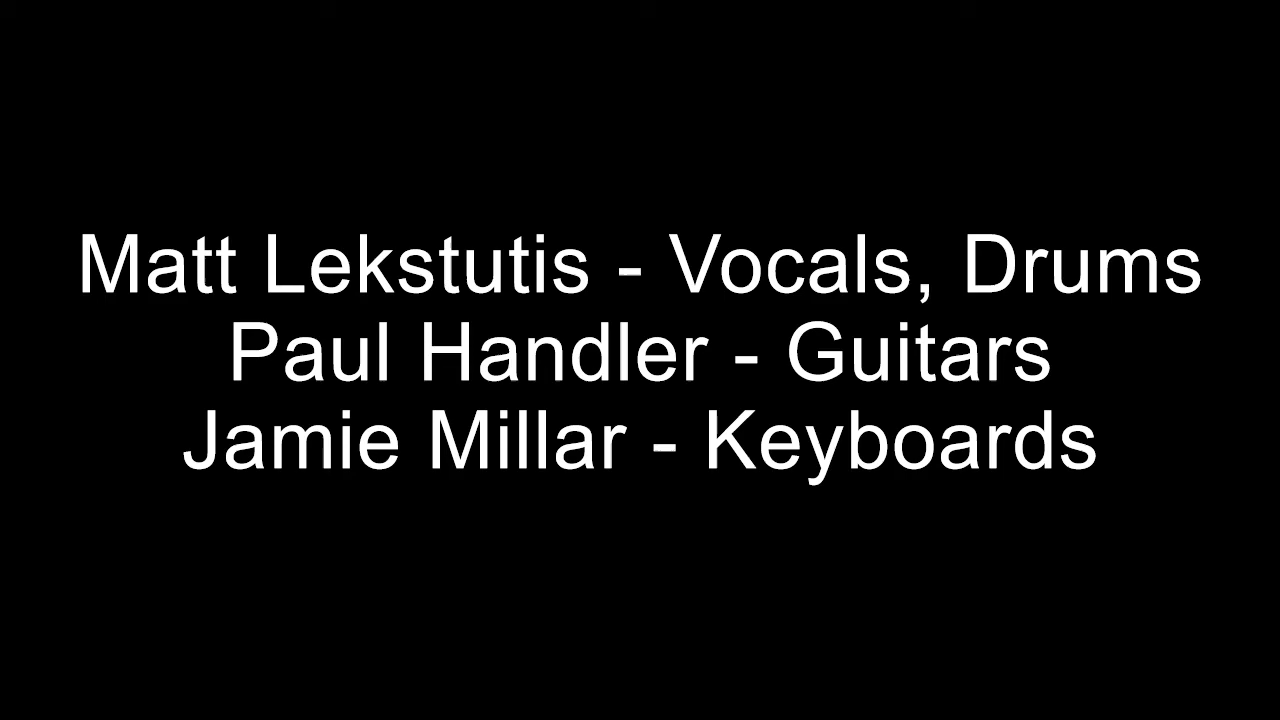 Matt Lekstutis - Vocals, Drums
Paul Handler - Guitars
Jamie Millar - Keyboards